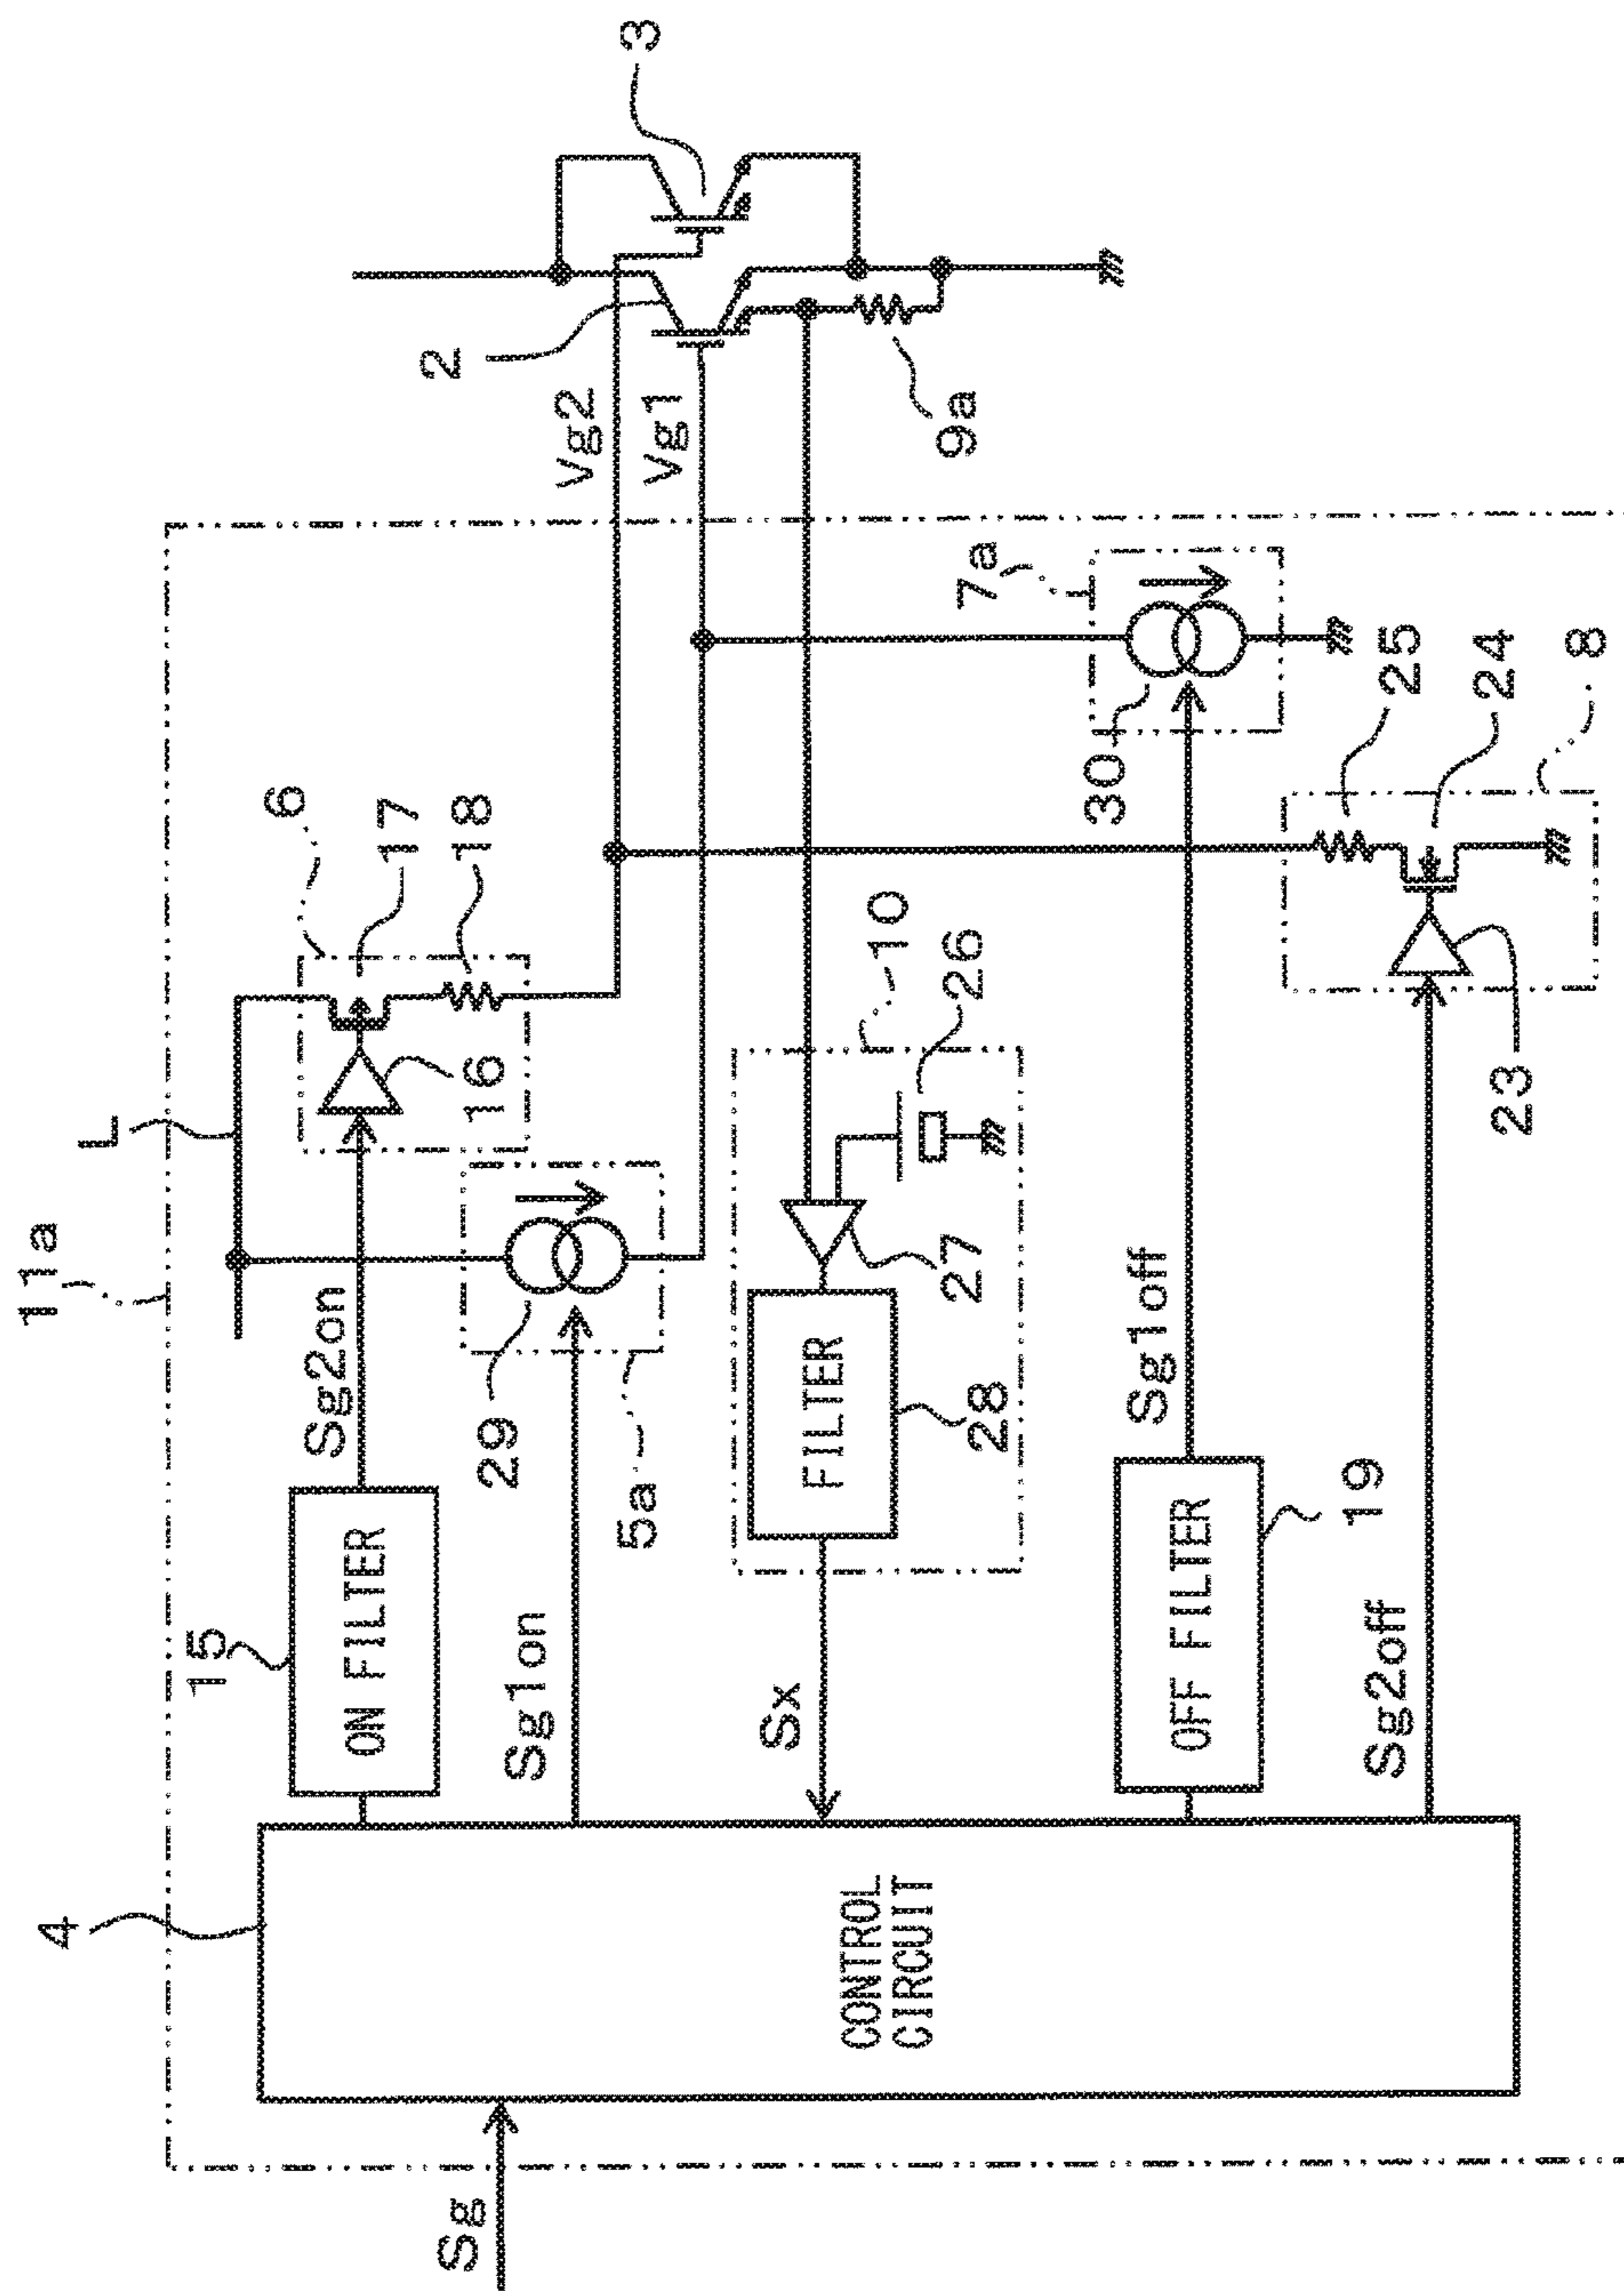 11a
L
6
17
18
16
4
15
ON FILTER
Sg2on
29
5a
Sg1on
Sg
CONTROL
CIRCUIT
Sx
FILTER
28
27
10
26
Vg2
Vg1
2
3
9a
7a
30
OFF FILTER
19
Sg1off
Sg2off
25
24
8
23